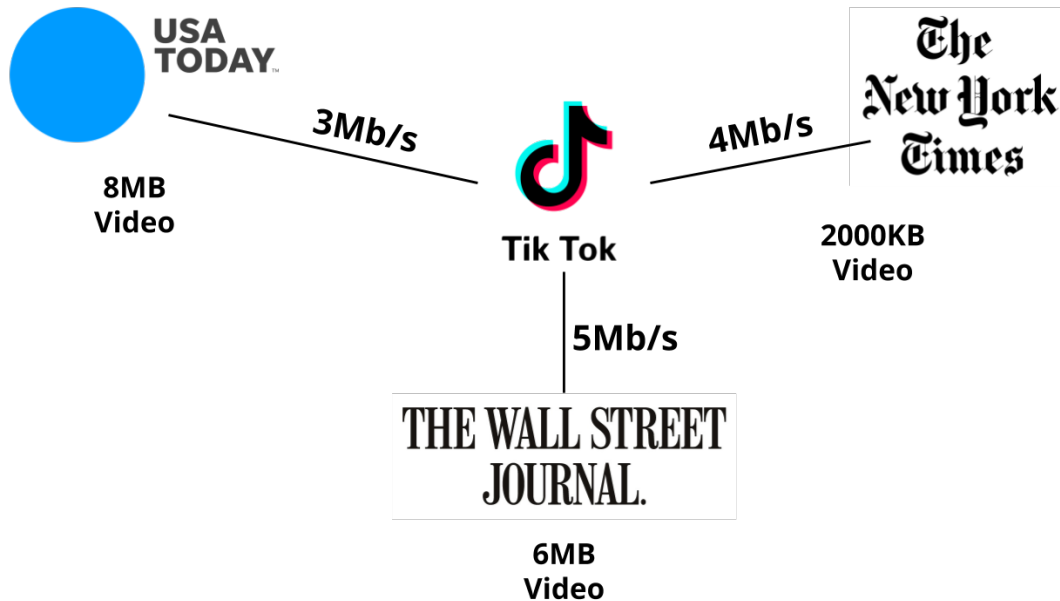 USA
TODAY™
3Mb/s
8MB
Video
Tik Tok
4Mb/s
The
New York
Times
2000KB
Video
5Mb/s
THE WALL STREET
JOURNAL.
6MB
Video